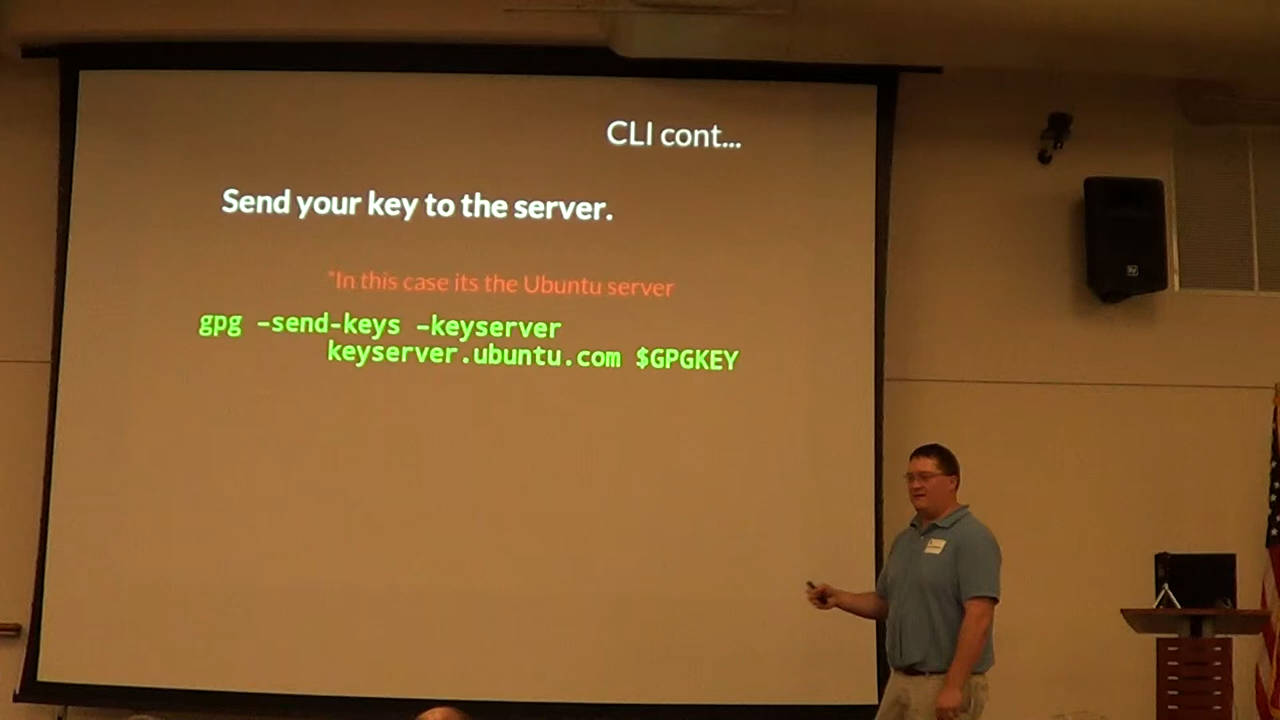 CLI cont...
Send your key to the server.
*In this case its the Ubuntu server
gpg –send-keys –keyserver
keyserver.ubuntu.com $GPGKEY